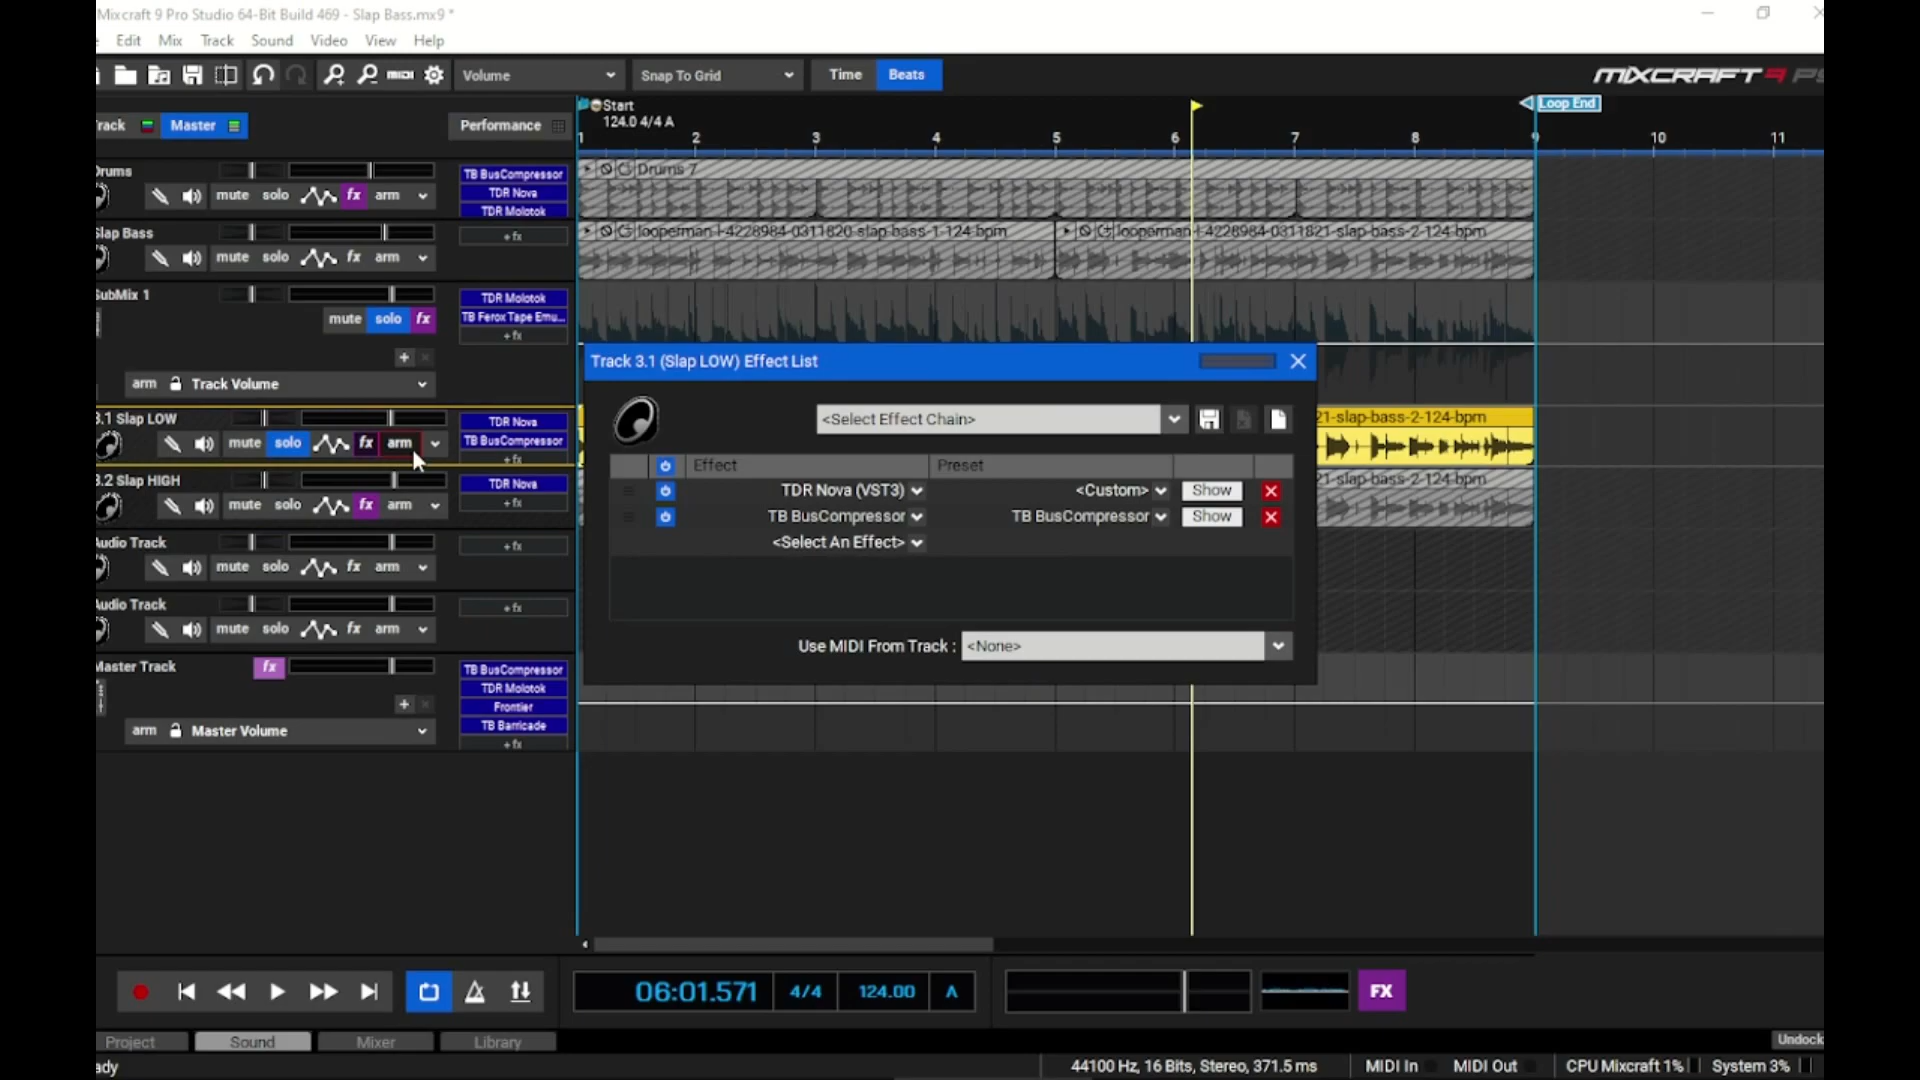 Mixcraft 9 Pro Studio 64-Bit Build 469 - Slap Bass.mx9 *
Edit Mix Track Sound Video View Help
MIDI Volume Snap To Grid Time Beats MIXCRAFT 9
rack Master Performance
Start
124.0 4/4 A
Loop End
1 2 3 4 5 6 7 8 9 10 11
Drums
mute solo fx arm
TB BusCompressor
TDR Nova
TDR Molotok
Drums 7
Slap Bass
mute solo fx arm
+fx
looperman-l-4228984-0311820-slap-bass-1-124-bpm
looperman-l-4228984-0311821-slap-bass-2-124-bpm
SubMix 1
mute solo fx
TDR Molotok
TB Ferox Tape Emu...
+fx
arm Track Volume
Track 3.1 (Slap LOW) Effect List
<Select Effect Chain>
Effect Preset
TDR Nova (VST3) <Custom> Show
TB BusCompressor TB BusCompressor Show
<Select An Effect>
Use MIDI From Track : <None>
3.1 Slap LOW
mute solo fx arm
TDR Nova
TB BusCompressor
+fx
21-slap-bass-2-124-bpm
3.2 Slap HIGH
mute solo fx arm
TDR Nova
+fx
21-slap-bass-2-124-bpm
Audio Track
mute solo fx arm
+fx
Audio Track
mute solo fx arm
+fx
Master Track fx
TB BusCompressor
TDR Molotok
Frontier
TB Barricade
+fx
arm Master Volume
06:01.571 4/4 124.00 A FX
Project Sound Mixer Library Undock
ady 44100 Hz, 16 Bits, Stereo, 371.5 ms MIDI In MIDI Out CPU Mixcraft 1% System 3%